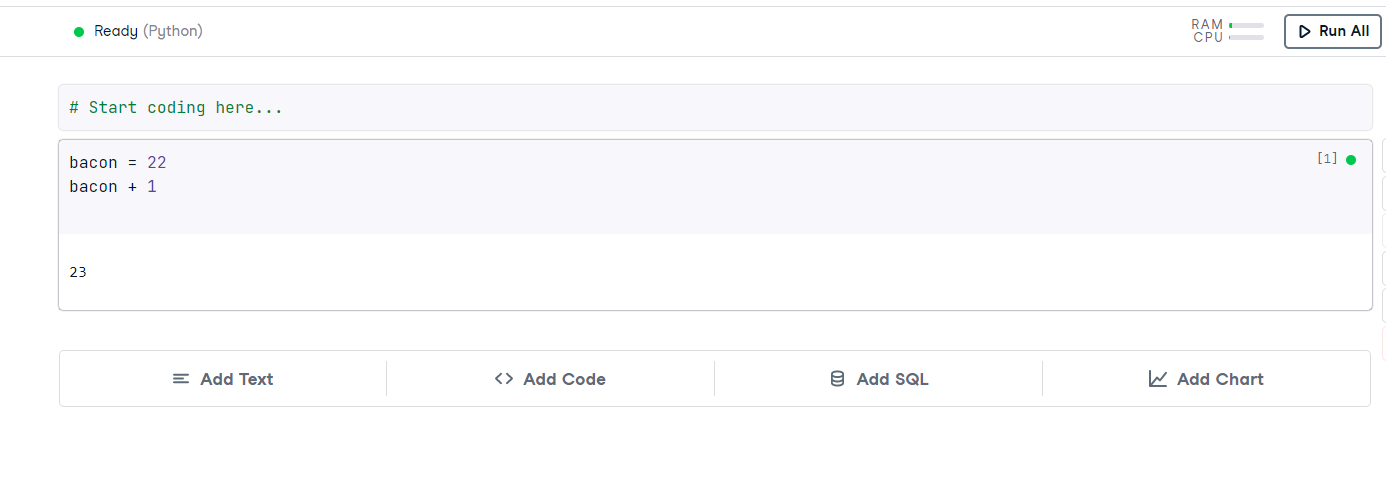 Ready (Python)
RAM
CPU
Run All
# Start coding here...
bacon = 22
bacon + 1
[1]
23
Add Text
Add Code
Add SQL
Add Chart